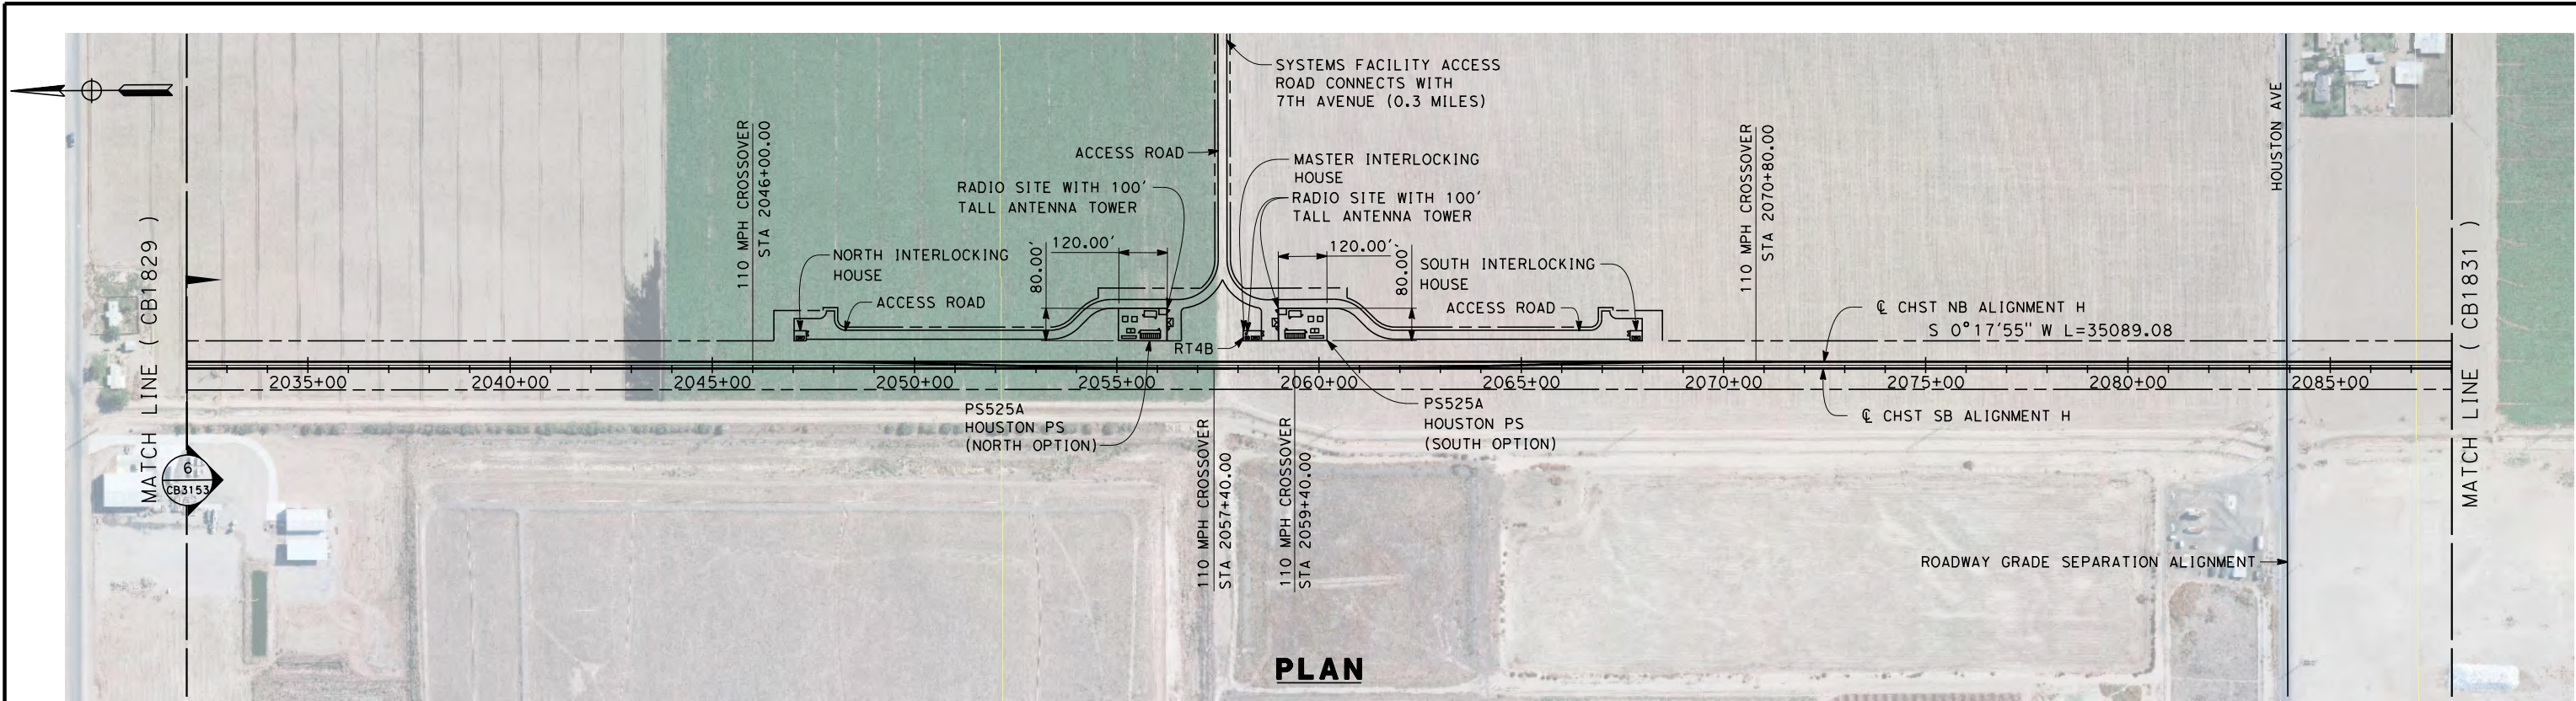 SYSTEMS FACILITY ACCESS
ROAD CONNECTS WITH
7TH AVENUE (0.3 MILES)
ACCESS ROAD
MASTER INTERLOCKING
HOUSE
RADIO SITE WITH 100'
TALL ANTENNA TOWER
RADIO SITE WITH 100'
TALL ANTENNA TOWER
110 MPH CROSSOVER
STA 2046+00.00
110 MPH CROSSOVER
STA 2070+80.00
HOUSTON AVE
MATCH LINE ( CB1829 )
NORTH INTERLOCKING
HOUSE
ACCESS ROAD
80.00'
120.00'
120.00'
80.00'
SOUTH INTERLOCKING
HOUSE
ACCESS ROAD
RT4B
℄ CHST NB ALIGNMENT H
S 0°17'55" W L=35089.08
MATCH LINE ( CB1831 )
2035+00
2040+00
2045+00
2050+00
2055+00
2060+00
2065+00
2070+00
2075+00
2080+00
2085+00
PS525A
HOUSTON PS
(NORTH OPTION)
PS525A
HOUSTON PS
(SOUTH OPTION)
℄ CHST SB ALIGNMENT H
6
CB3153
110 MPH CROSSOVER
STA 2057+40.00
110 MPH CROSSOVER
STA 2059+40.00
ROADWAY GRADE SEPARATION ALIGNMENT
PLAN